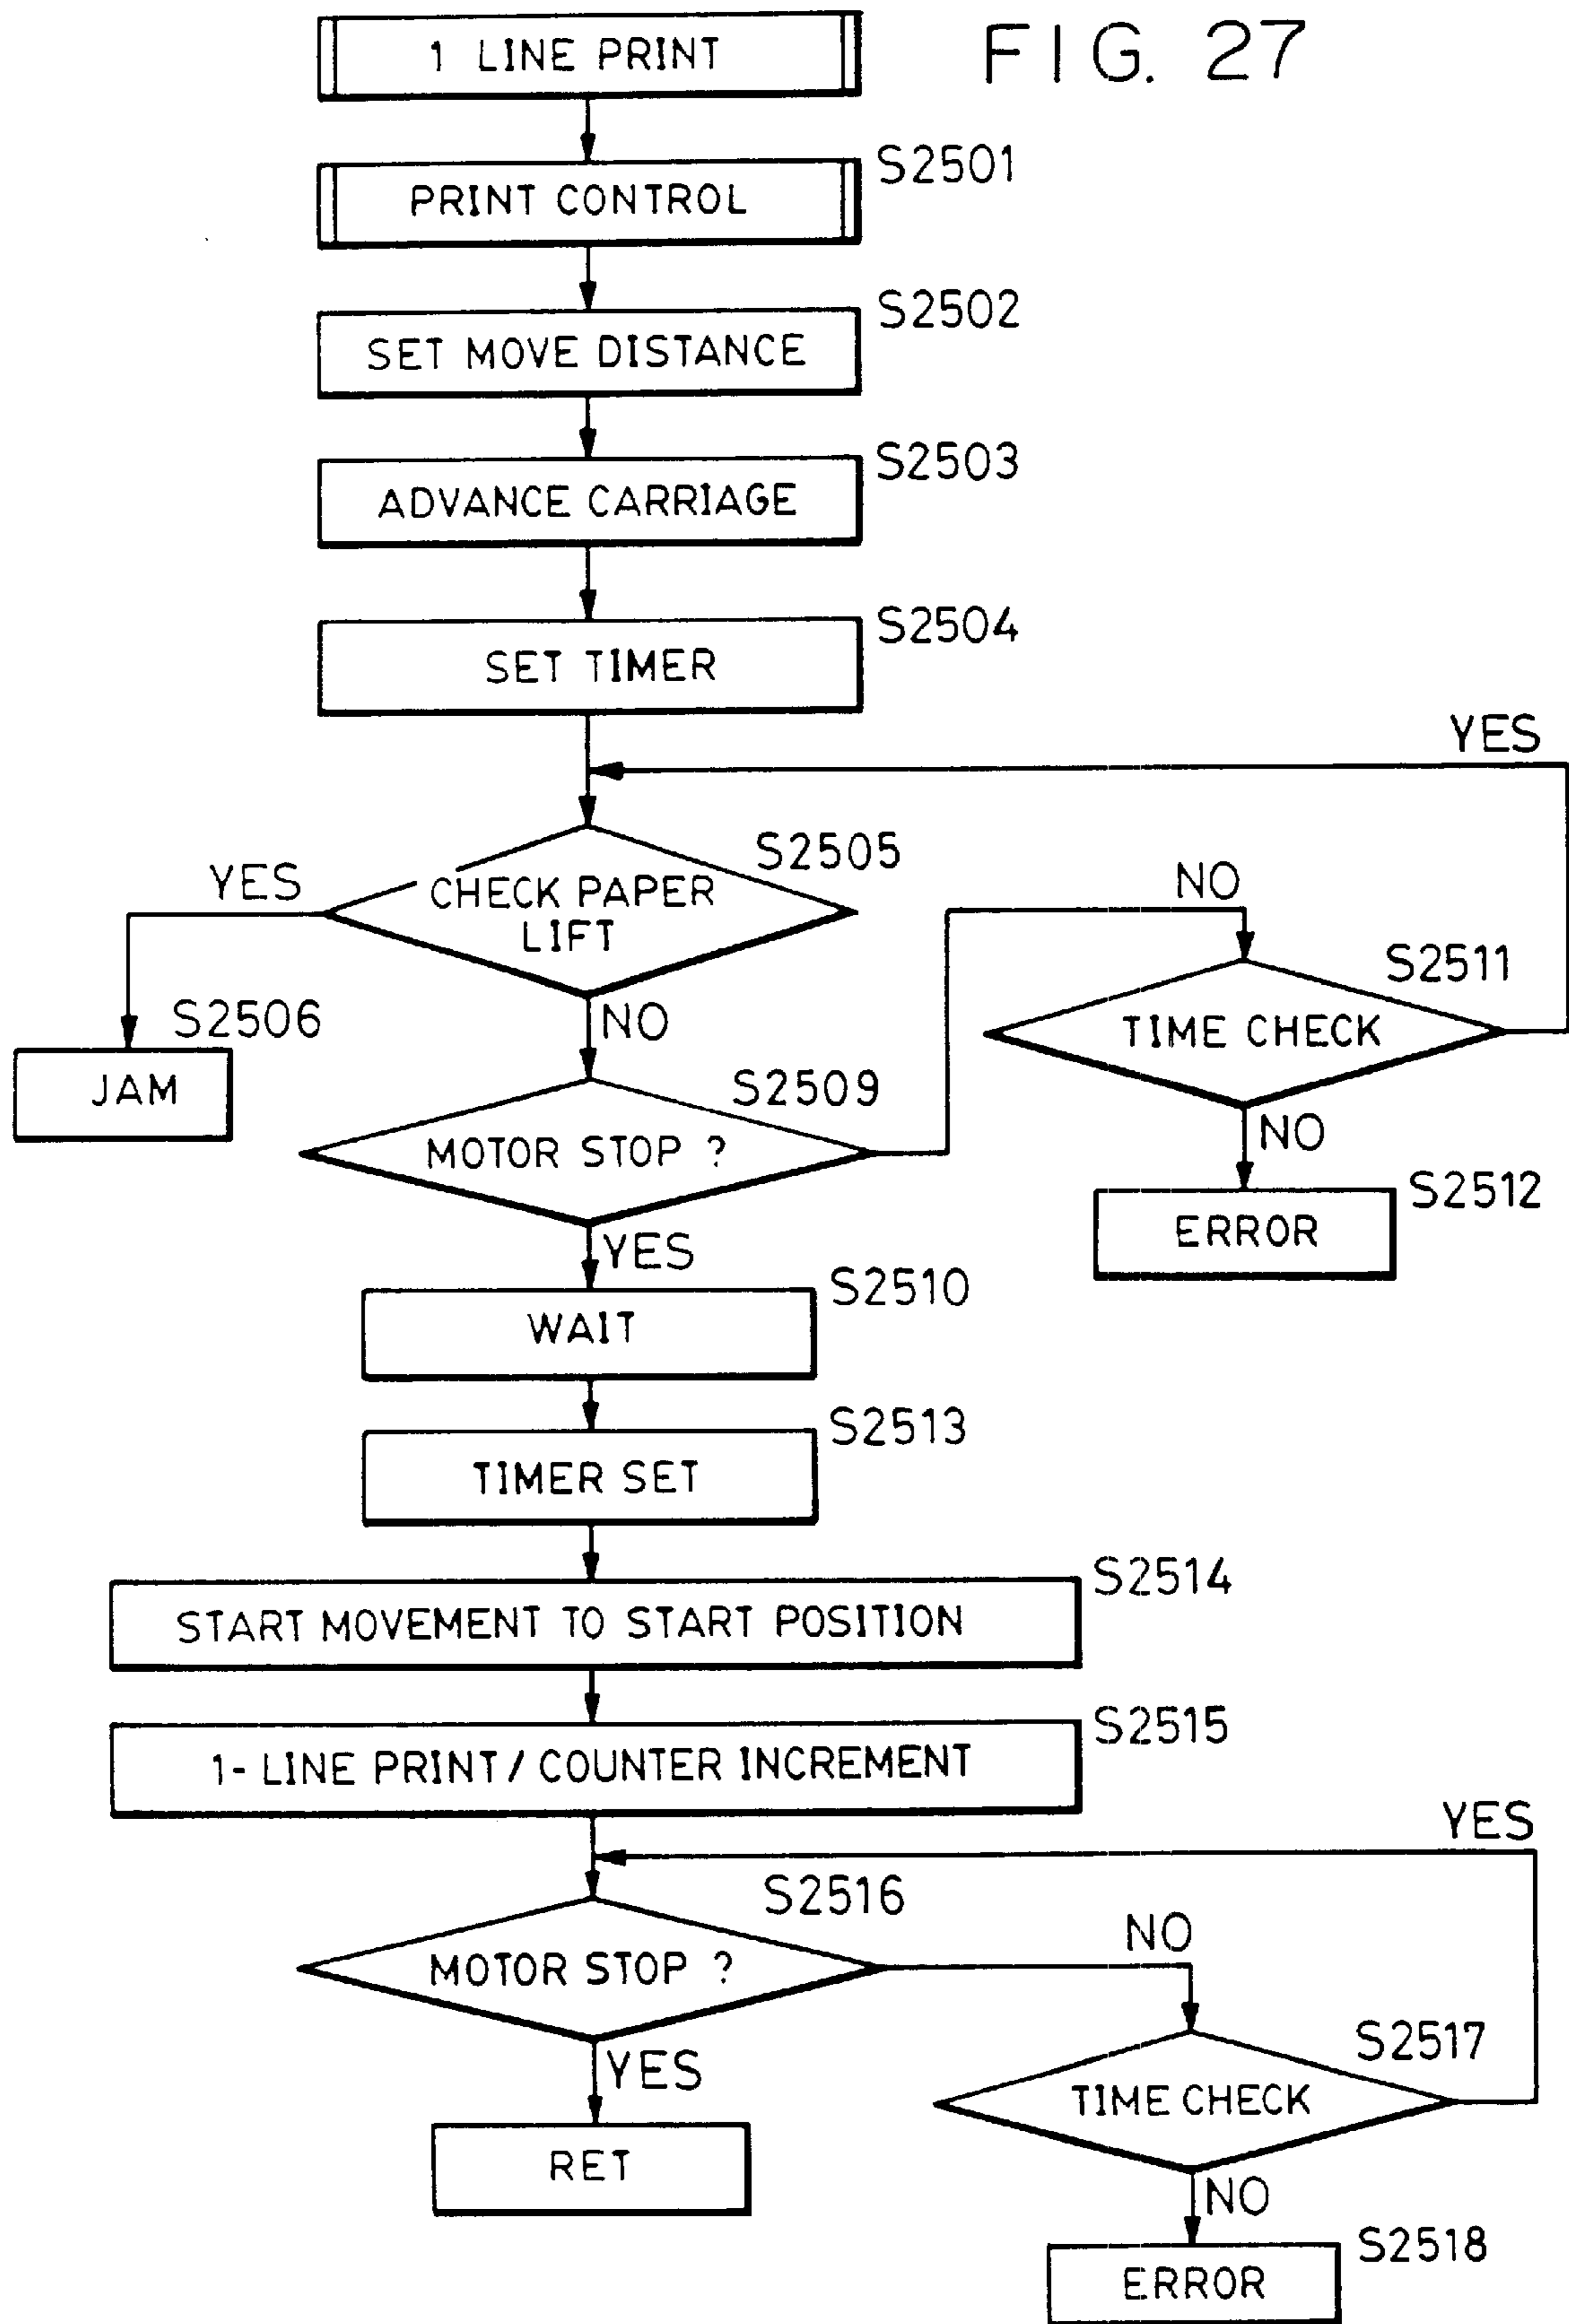 FIG. 27
1 LINE PRINT
S2501
PRINT CONTROL
S2502
SET MOVE DISTANCE
S2503
ADVANCE CARRIAGE
S2504
SET TIMER
YES
S2505
YES
CHECK PAPER
LIFT
NO
S2511
TIME CHECK
S2506
NO
JAM
S2509
MOTOR STOP ?
NO
S2512
ERROR
YES
S2510
WAIT
S2513
TIMER SET
S2514
START MOVEMENT TO START POSITION
S2515
1-LINE PRINT / COUNTER INCREMENT
YES
S2516
NO
MOTOR STOP ?
S2517
YES
TIME CHECK
RET
NO
S2518
ERROR